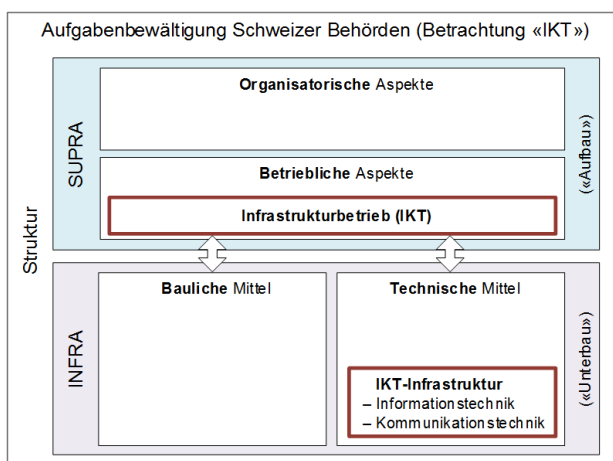 Aufgabenbewältigung Schweizer Behörden (Betrachtung «IKT»)
Struktur
SUPRA
Organisatorische Aspekte
Betriebliche Aspekte
Infrastrukturbetrieb (IKT)
(«Aufbau»)
INFRA
Bauliche Mittel
Technische Mittel
IKT-Infrastruktur
– Informationstechnik
– Kommunikationstechnik
(«Unterbau»)